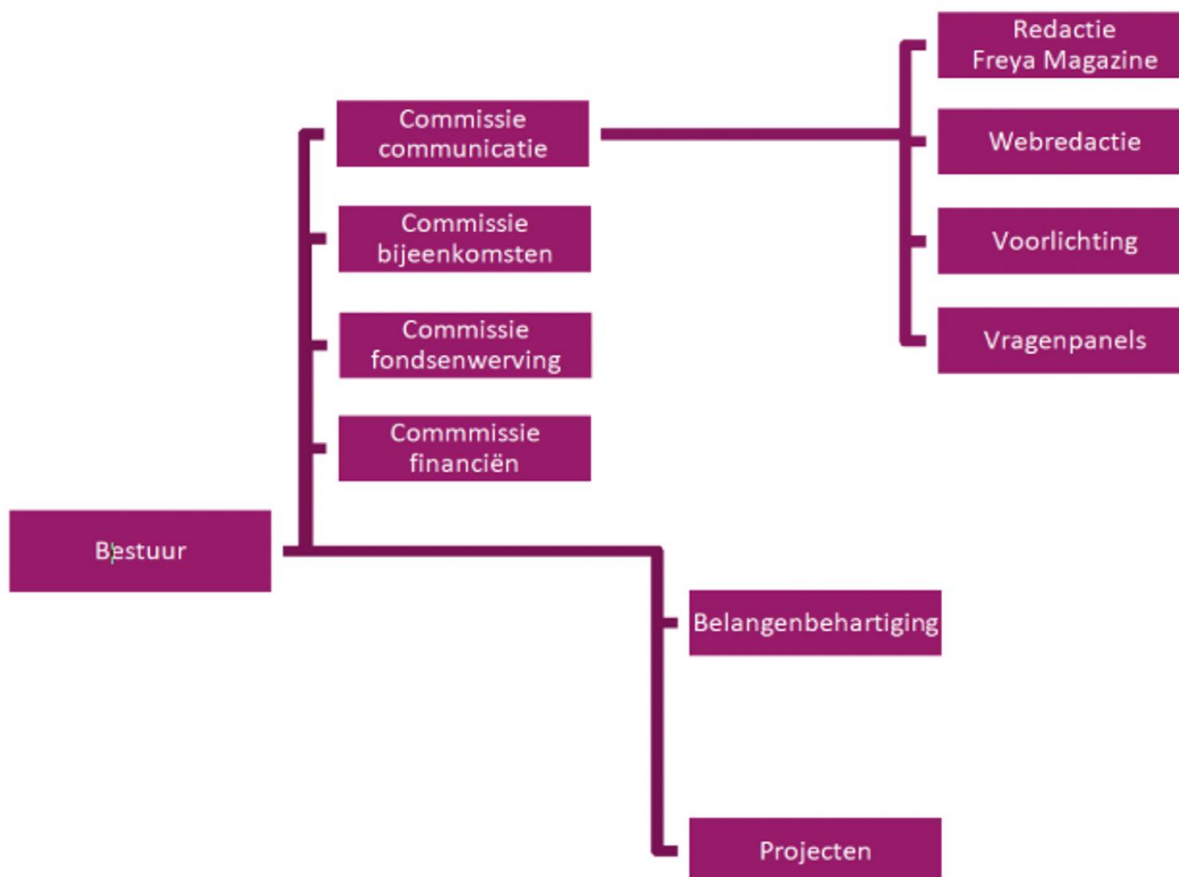 Redactie
Freya Magazine
Commissie
communicatie
Webredactie
Commissie
bijeenkomsten
Voorlichting
Commissie
fondsenwerving
Vragenpanels
Commmissie
financiën
Bestuur
Belangenbehartiging
Projecten